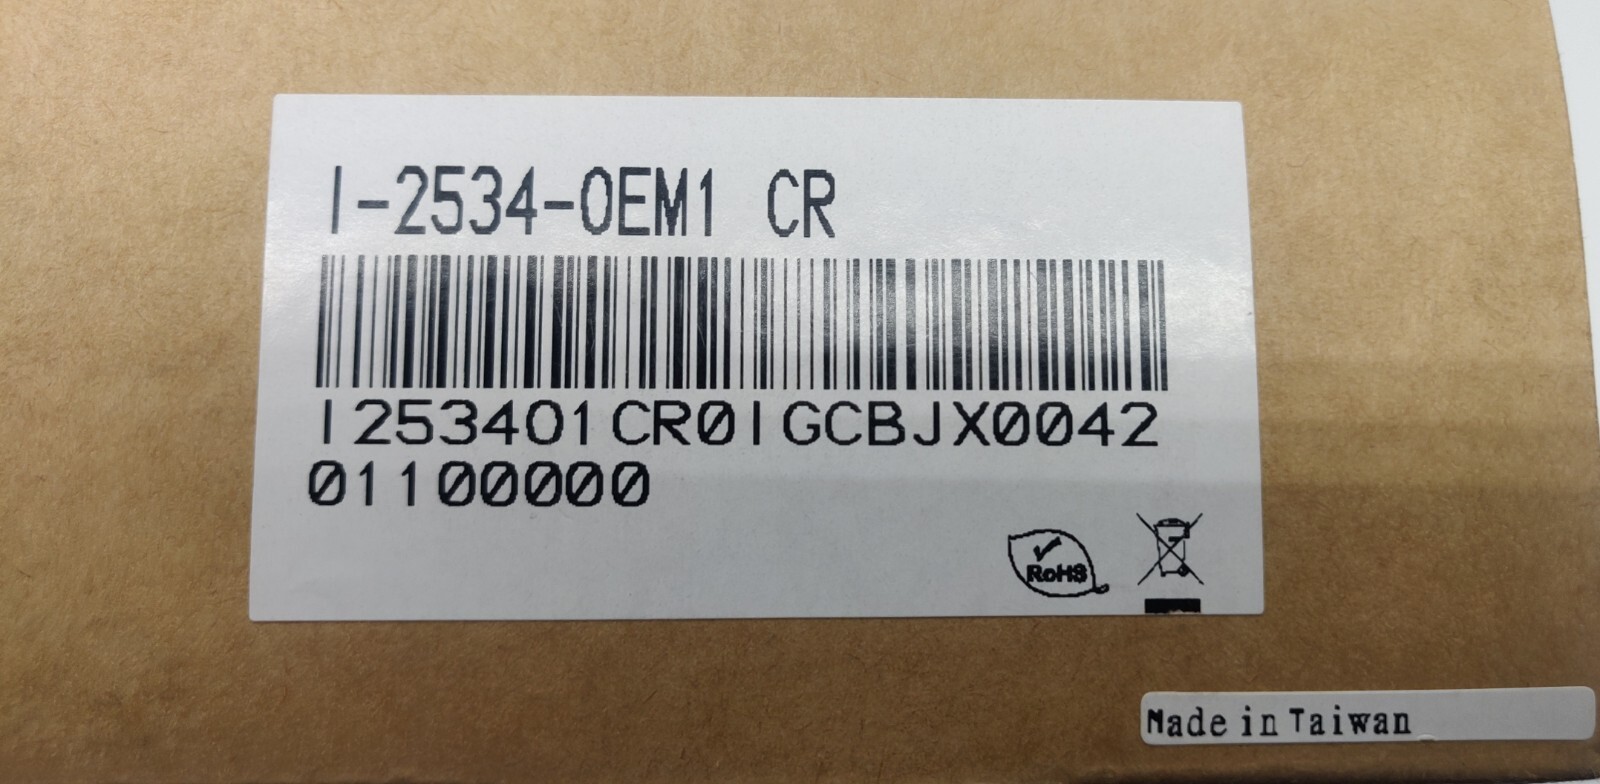 I-2534-OEM1 CR
I253401CR0IGCBJX0042
01100000
RoHS
Made in Taiwan